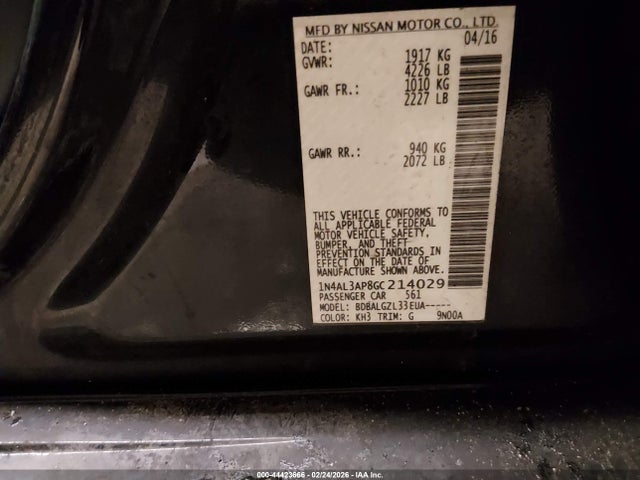 MFD BY NISSAN MOTOR CO., LTD.
DATE: 04/16
GVWR: 1917 KG
4226 LB
GAWR FR.: 1010 KG
2227 LB
GAWR RR.: 940 KG
2072 LB
THIS VEHICLE CONFORMS TO
ALL APPLICABLE FEDERAL
MOTOR VEHICLE SAFETY,
BUMPER, AND THEFT
PREVENTION STANDARDS IN
EFFECT ON THE DATE OF
MANUFACTURE SHOWN ABOVE.
1N4AL3AP8GC214029
PASSENGER CAR 561
MODEL: BDBALGZL33EUA-----
COLOR: KH3 TRIM: G 9N00A
000-44423666 - 02/24/2026 - IAA Inc.